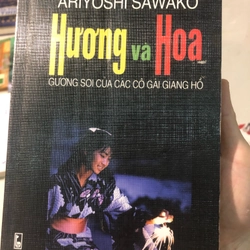 ARIYOSHI SAWAKO
Hương và Hoa
GƯƠNG SOI CỦA CÁC CÔ GÁI GIANG HỒ